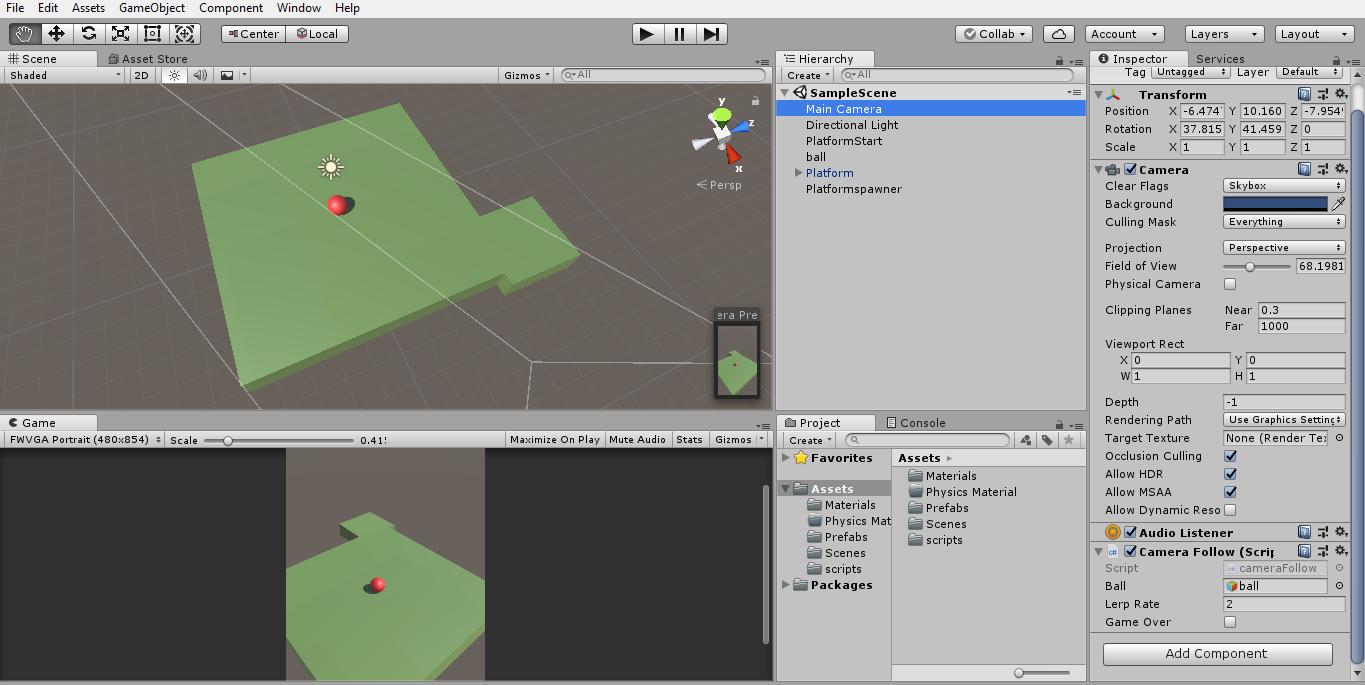 File Edit Assets GameObject Component Window Help
Center Local Collab Account Layers Layout
Scene Asset Store
Shaded 2D Gizmos All
y
z
x
Persp
era Pre
Hierarchy
Create All
SampleScene
Main Camera
Directional Light
PlatformStart
ball
Platform
Platformspawner
Game
FWVGA Portrait (480x854) Scale 0.41 Maximize On Play Mute Audio Stats Gizmos
Project Console
Create
Favorites
Assets
Materials
Physics Mat
Prefabs
Scenes
scripts
Packages
Assets
Materials
Physics Material
Prefabs
Scenes
scripts
Inspector Services
Tag Untagged Layer Default
Transform
Position X -6.474 Y 10.160 Z -7.954
Rotation X 37.815 Y 41.459 Z 0
Scale X 1 Y 1 Z 1
Camera
Clear Flags Skybox
Background
Culling Mask Everything
Projection Perspective
Field of View 68.1981
Physical Camera
Clipping Planes Near 0.3
Far 1000
Viewport Rect
X 0 Y 0
W 1 H 1
Depth -1
Rendering Path Use Graphics Setting
Target Texture None (Render Te
Occlusion Culling
Allow HDR
Allow MSAA
Allow Dynamic Reso
Audio Listener
Camera Follow (Scrip
Script cameraFollow
Ball ball
Lerp Rate 2
Game Over
Add Component